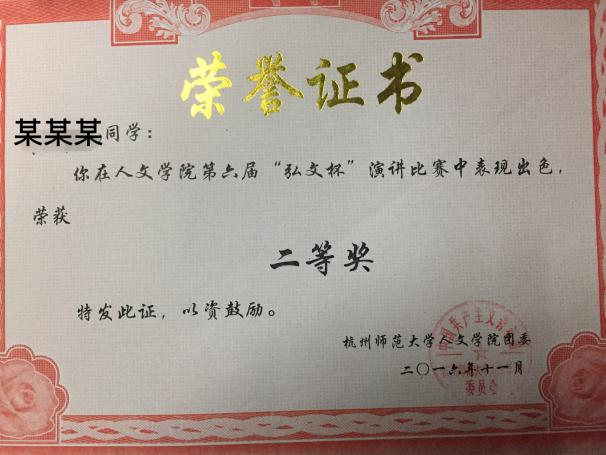 荣誉证书
某某某同学：
你在人文学院第六届“弘文杯”演讲比赛中表现出色，
荣获
二等奖
特发此证，以资鼓励。
杭州师范大学人文学院团委
二〇一六年十一月
委员会